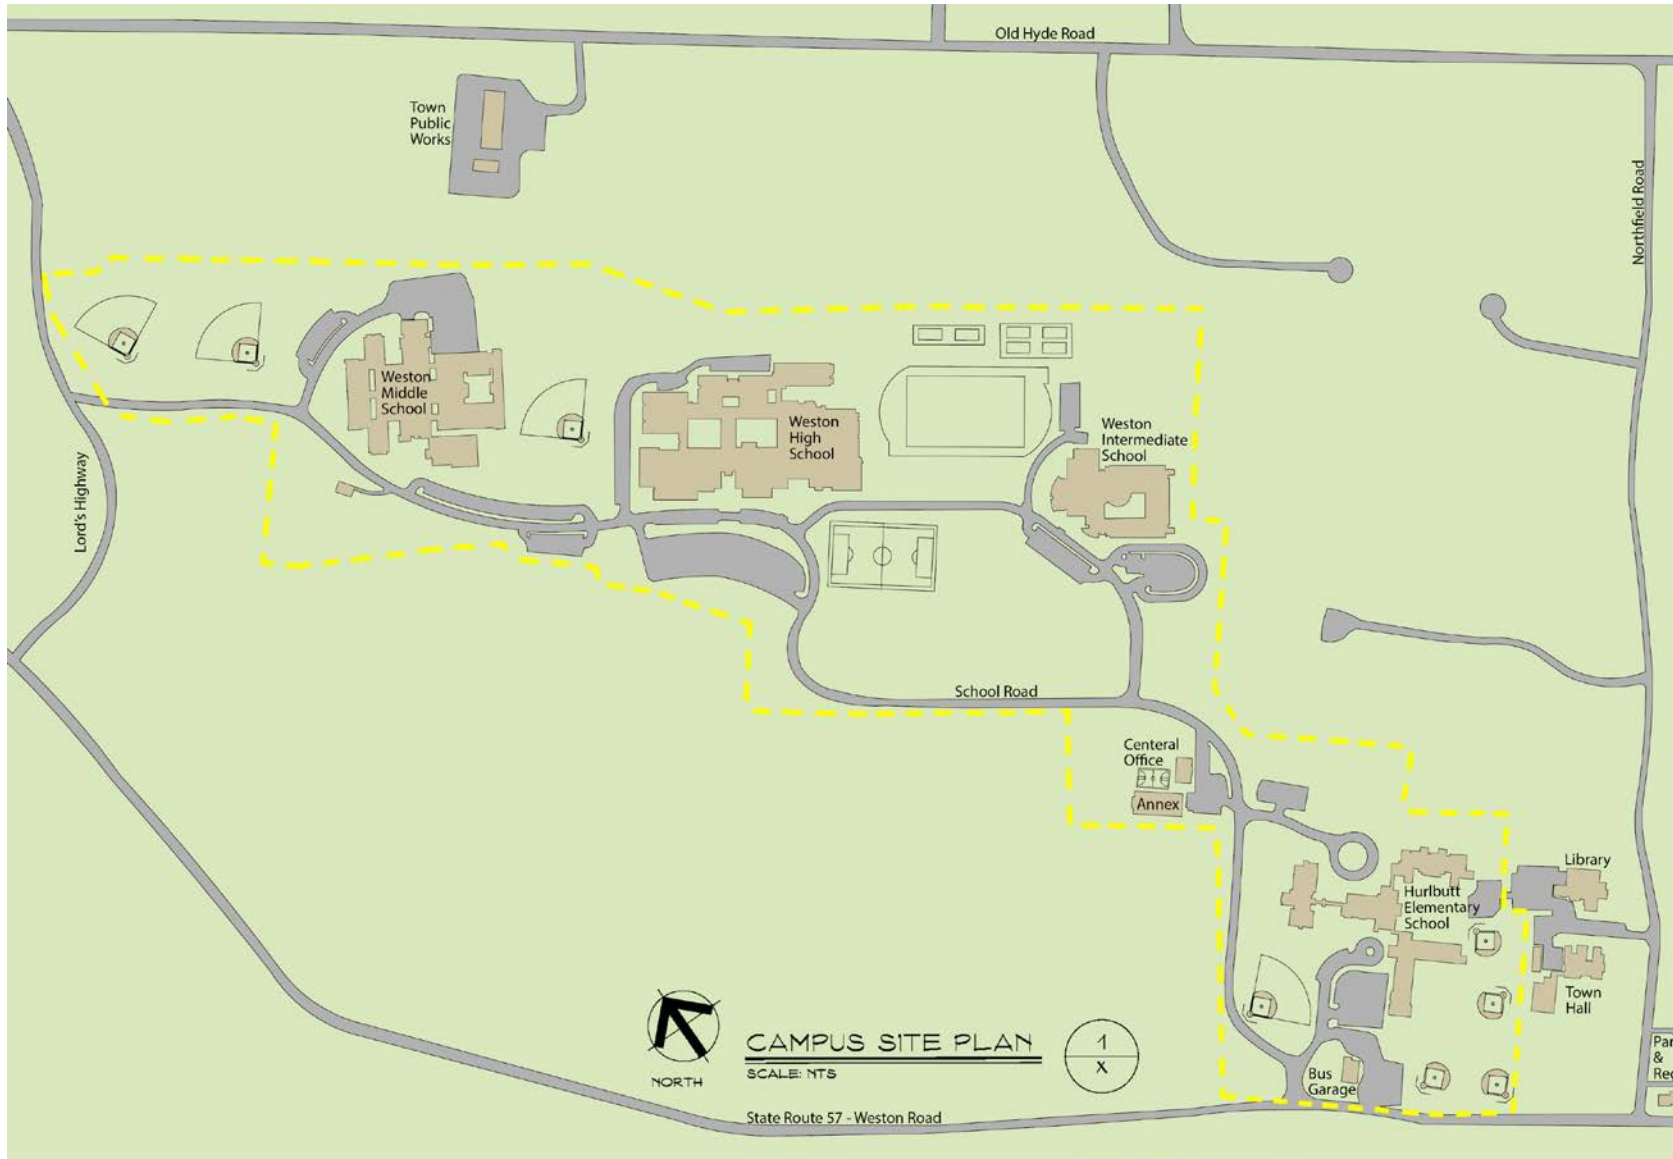 Old Hyde Road
Town
Public
Works
Northfield Road
Weston
Middle
School
Weston
High
School
Weston
Intermediate
School
Lord's Highway
School Road
Centeral
Office
Annex
Library
Hurlbutt
Elementary
School
Town
Hall
CAMPUS SITE PLAN
SCALE: NTS
1
X
NORTH
Bus
Garage
Par
&
Rec
State Route 57 - Weston Road